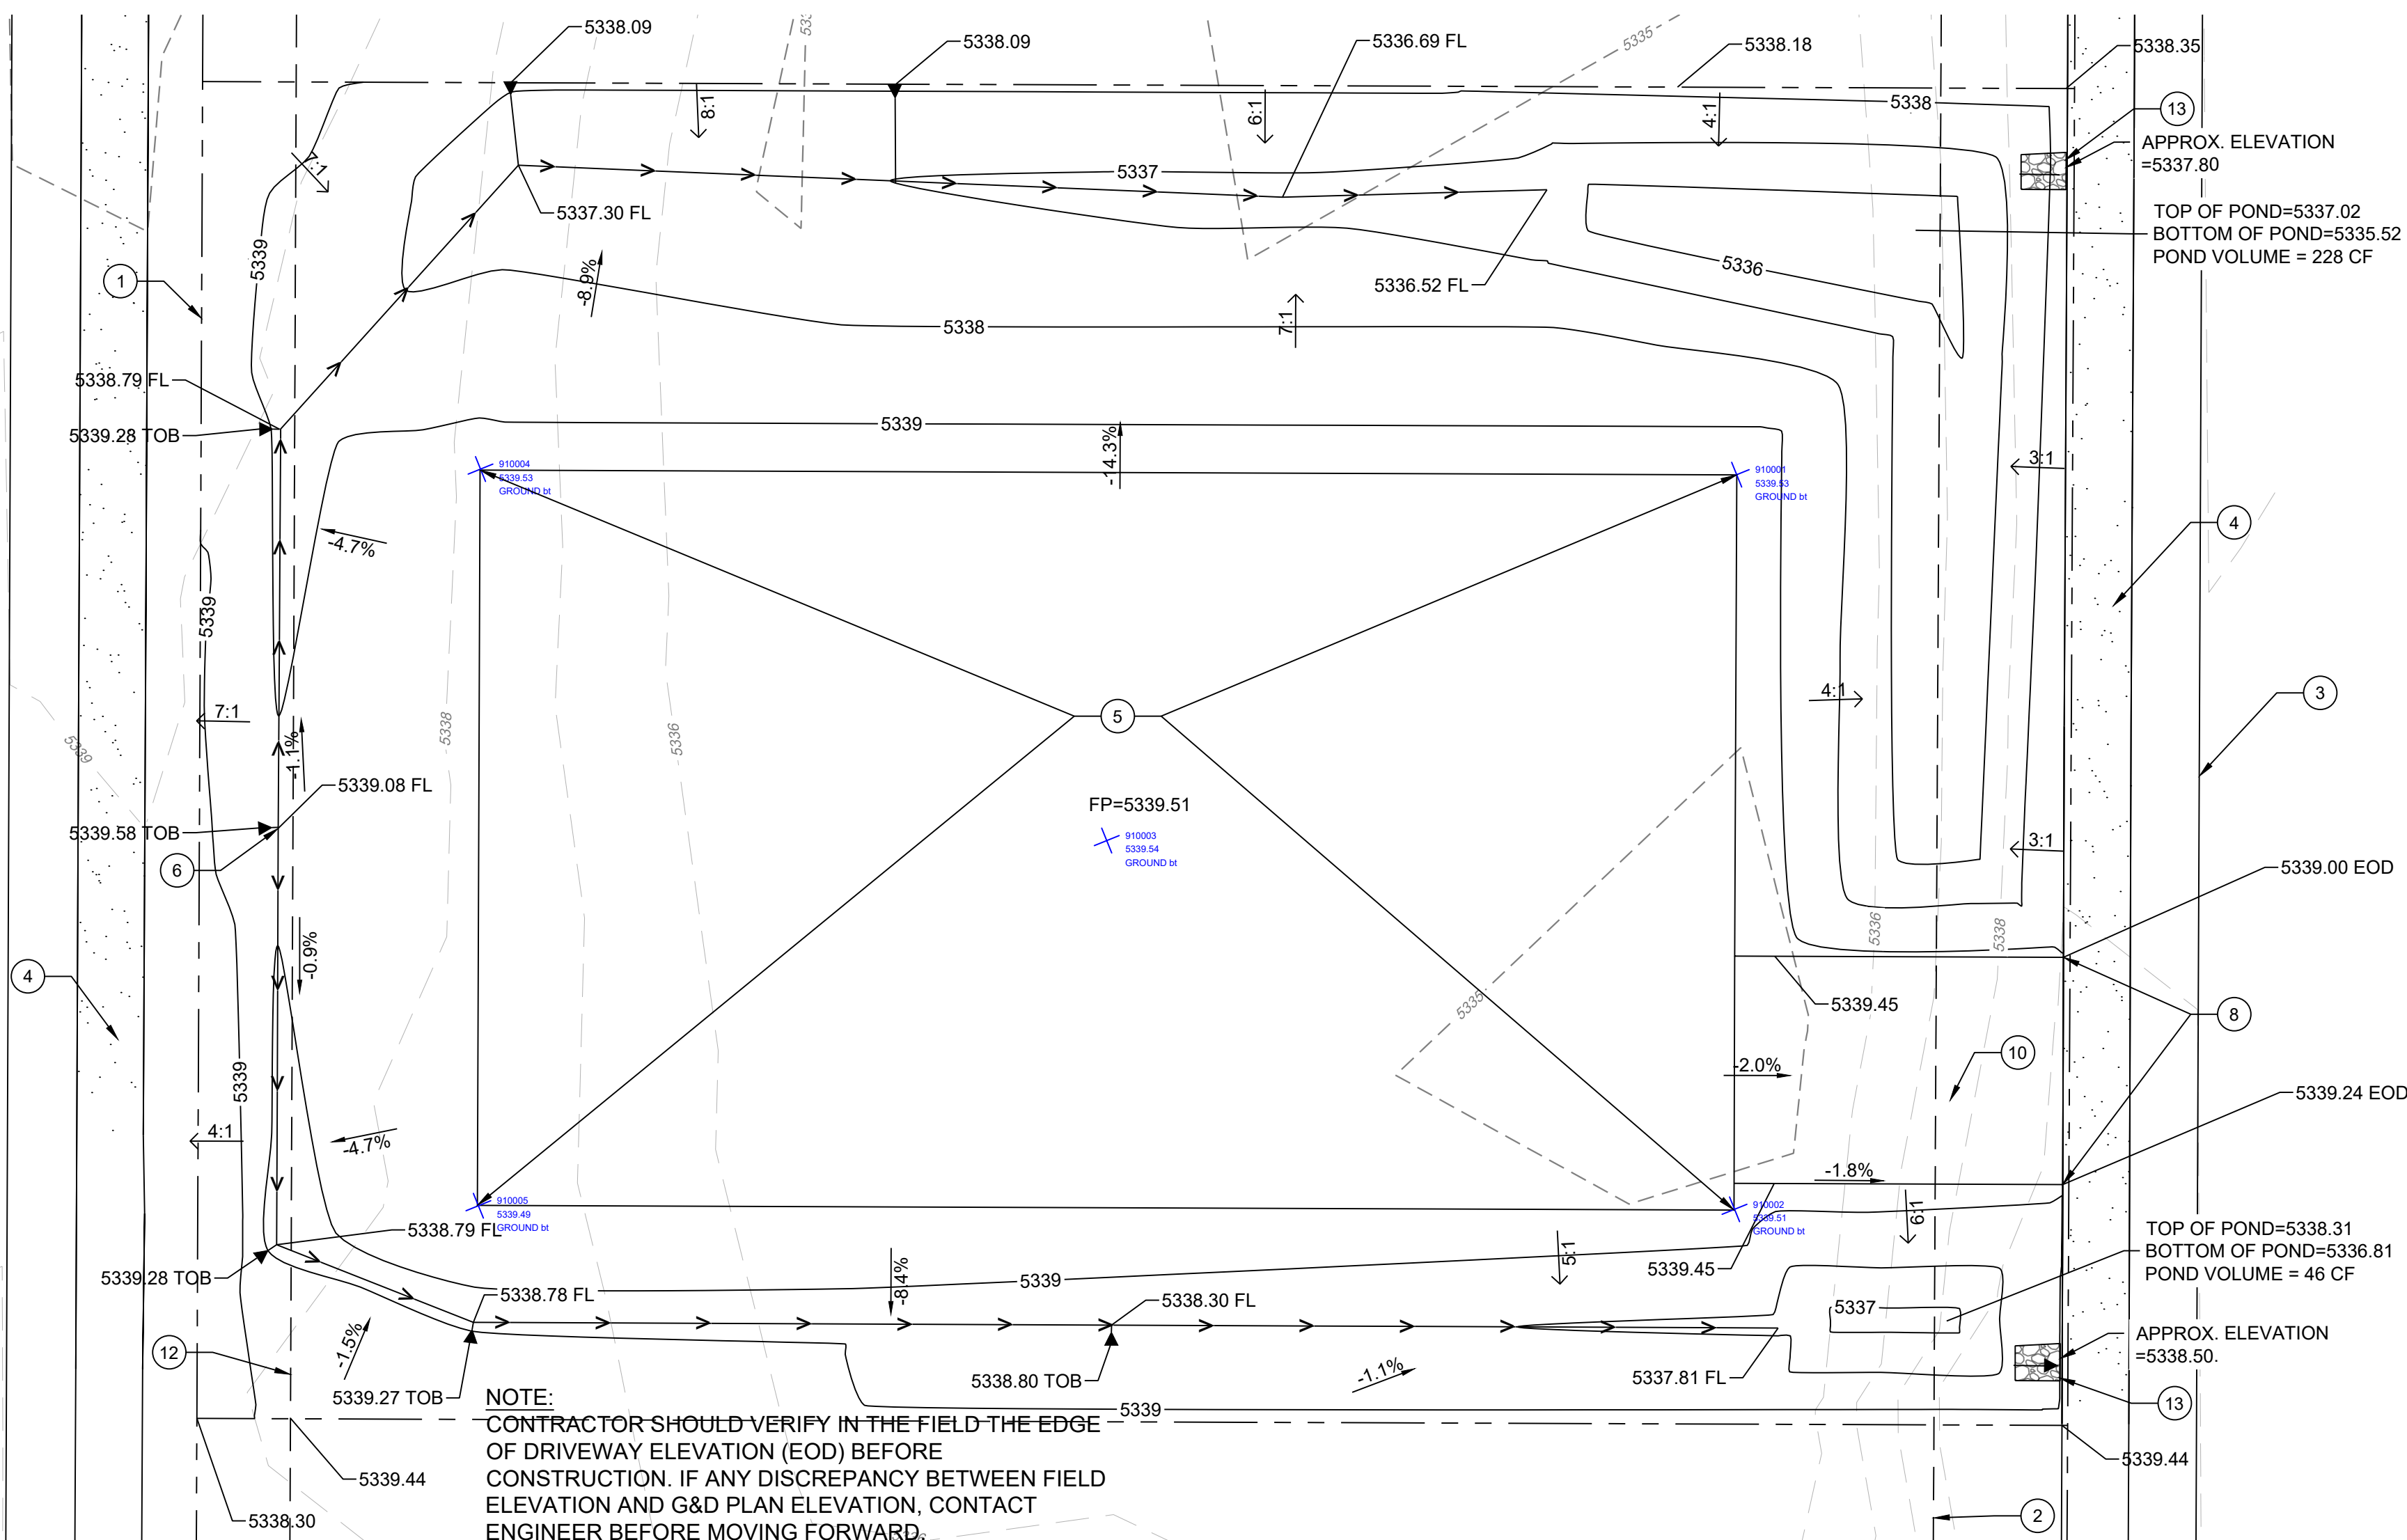 5338.09
5338.09
5336.69 FL
5338.18
5338.35
5335
8:1
6:1
4:1
5338
13
APPROX. ELEVATION
=5337.80
5337
5337.30 FL
TOP OF POND=5337.02
BOTTOM OF POND=5335.52
POND VOLUME = 228 CF
5339
1
-8.9%
5336
5336.52 FL
7:1
5338
5338.79 FL
5339.28 TOB
5339
-14.3%
910004
5339.53
GROUND bt
910001
5339.53
GROUND bt
3:1
4
-4.7%
5339
7:1
5338
5336
5
4:1
3
5339
-1.1%
5339.08 FL
FP=5339.51
910003
5339.54
GROUND bt
5339.58 TOB
6
3:1
5339.00 EOD
5336
5338
-0.9%
4
5335
5339.45
8
-2.0%
10
5339
5339.24 EOD
4:1
-4.7%
-1.8%
910005
5339.49
GROUND bt
910002
5339.51
GROUND bt
6:1
5338.79 FL
5339.28 TOB
5:1
5339.45
TOP OF POND=5338.31
BOTTOM OF POND=5336.81
POND VOLUME = 46 CF
5339
-8.4%
5338.78 FL
5338.30 FL
5337
-1.5%
12
APPROX. ELEVATION
=5338.50.
5338.80 TOB
-1.1%
5337.81 FL
5339.27 TOB
13
5339
NOTE:
CONTRACTOR SHOULD VERIFY IN THE FIELD THE EDGE
OF DRIVEWAY ELEVATION (EOD) BEFORE
CONSTRUCTION. IF ANY DISCREPANCY BETWEEN FIELD
ELEVATION AND G&D PLAN ELEVATION, CONTACT
ENGINEER BEFORE MOVING FORWARD.
5339.44
5339.44
5338.30
2